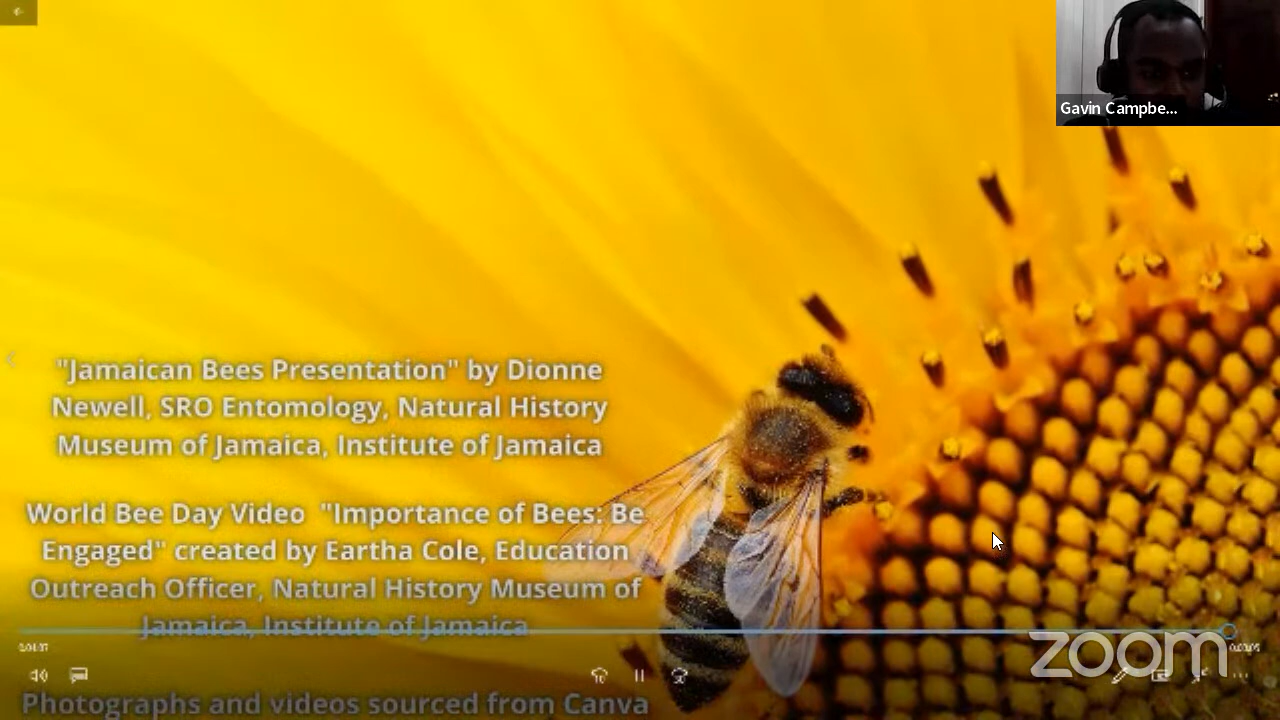 Gavin Campbe...
"Jamaican Bees Presentation" by Dionne
Newell, SRO Entomology, Natural History
Museum of Jamaica, Institute of Jamaica
World Bee Day Video "Importance of Bees: Be
Engaged" created by Eartha Cole, Education
Outreach Officer, Natural History Museum of
Jamaica, Institute of Jamaica
zoom
Photographs and videos sourced from Canva